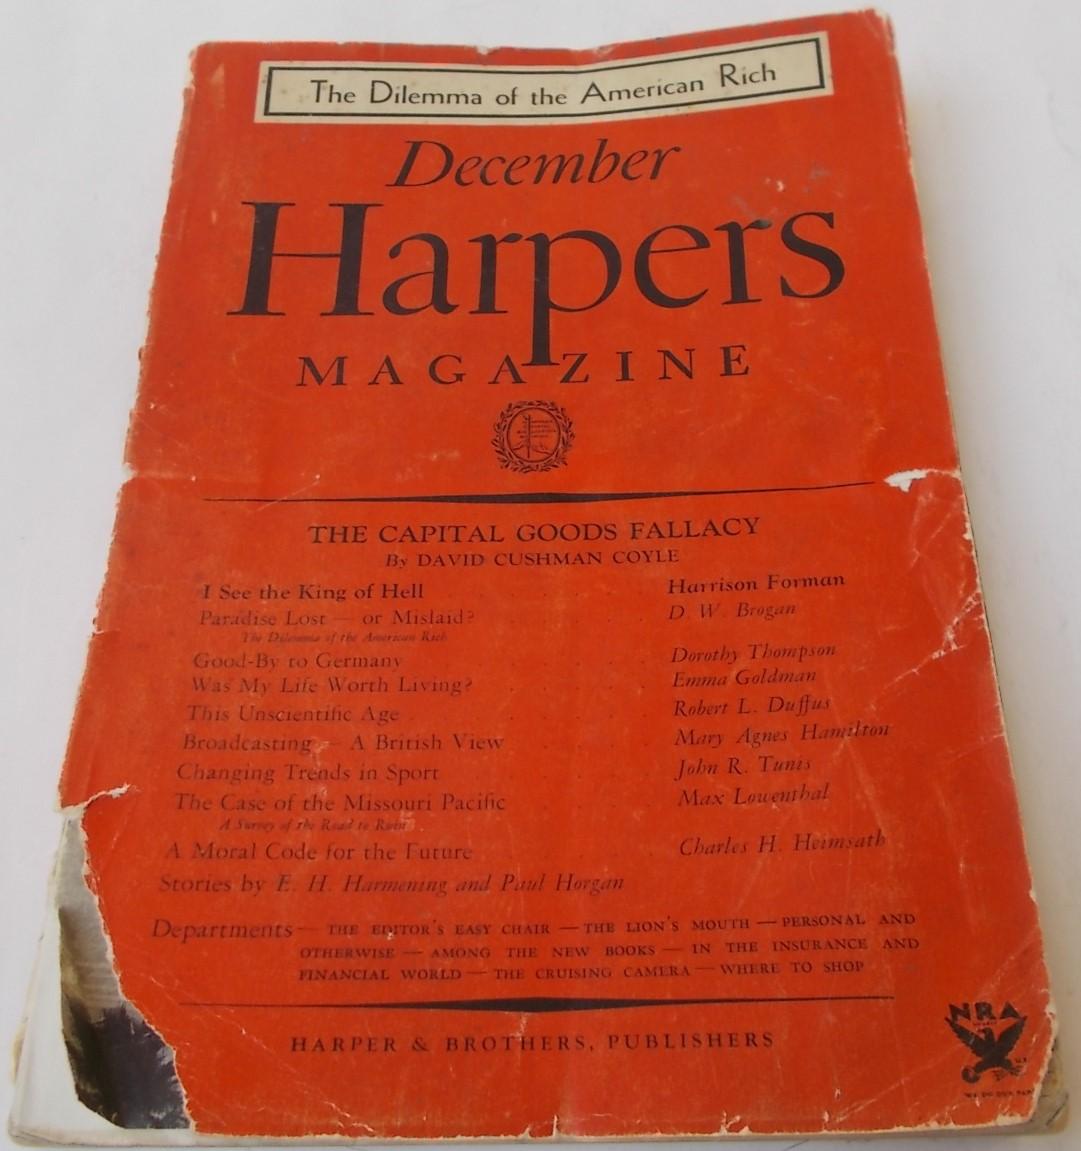 The Dilemma of the American Rich
December
Harpers
MAGAZINE
THE CAPITAL GOODS FALLACY
By DAVID CUSHMAN COYLE
I See the King of Hell . . . . Harrison Forman
Paradise Lost — or Mislaid? . . . . D. W. Brogan
The Dilemma of the American Rich
Good-By to Germany . . . . Dorothy Thompson
Was My Life Worth Living? . . . . Emma Goldman
This Unscientific Age . . . . Robert L. Duffus
Broadcasting — A British View . . . . Mary Agnes Hamilton
Changing Trends in Sport . . . . John R. Tunis
The Case of the Missouri Pacific . . . . Max Lowenthal
A Survey of the Road to Ruin
A Moral Code for the Future . . . . Charles H. Heimsath
Stories by E. H. Harmening and Paul Horgan
Departments — THE EDITOR'S EASY CHAIR — THE LION'S MOUTH — PERSONAL AND
OTHERWISE — AMONG THE NEW BOOKS — IN THE INSURANCE AND
FINANCIAL WORLD — THE CRUISING CAMERA — WHERE TO SHOP
HARPER & BROTHERS, PUBLISHERS
NRA
WE DO OUR PART